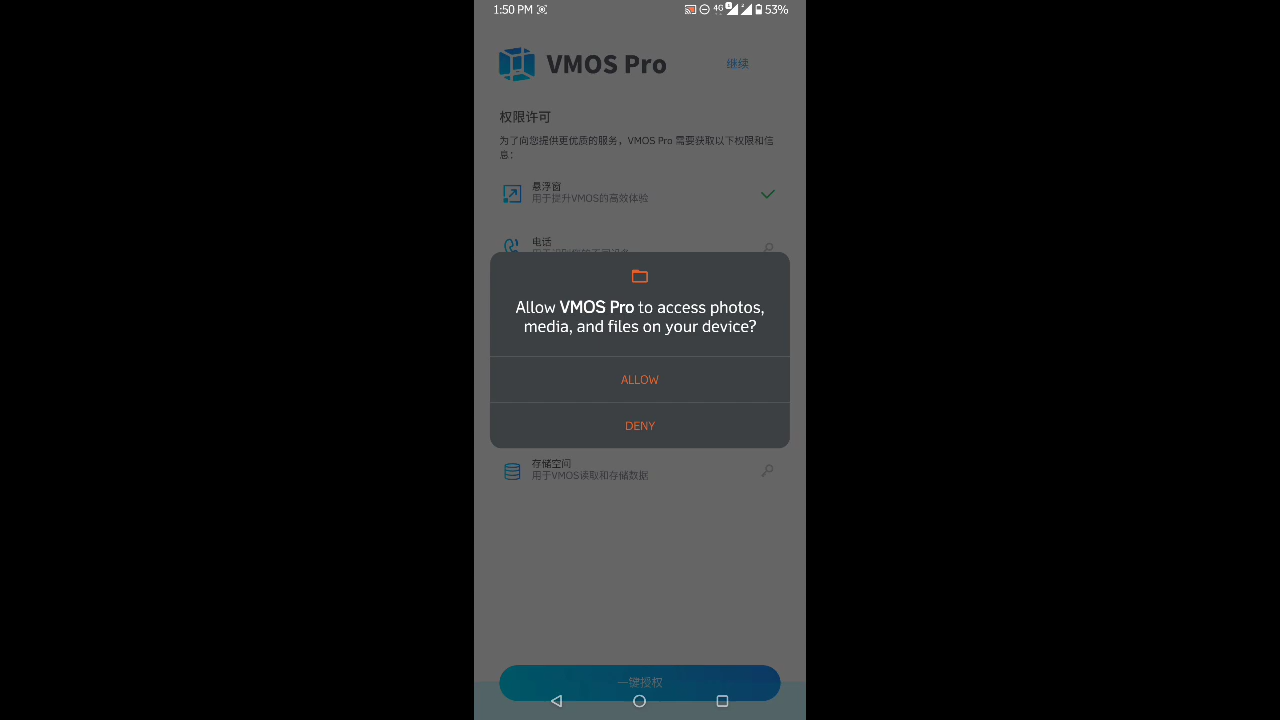 1:50 PM
4G
53%
VMOS Pro
继续
权限许可
为了向您提供更优质的服务，VMOS Pro 需要获取以下权限和信
息：
悬浮窗
用于提升VMOS的高效体验
电话
Allow VMOS Pro to access photos,
media, and files on your device?
ALLOW
DENY
存储空间
用于VMOS读取和存储数据
一键授权